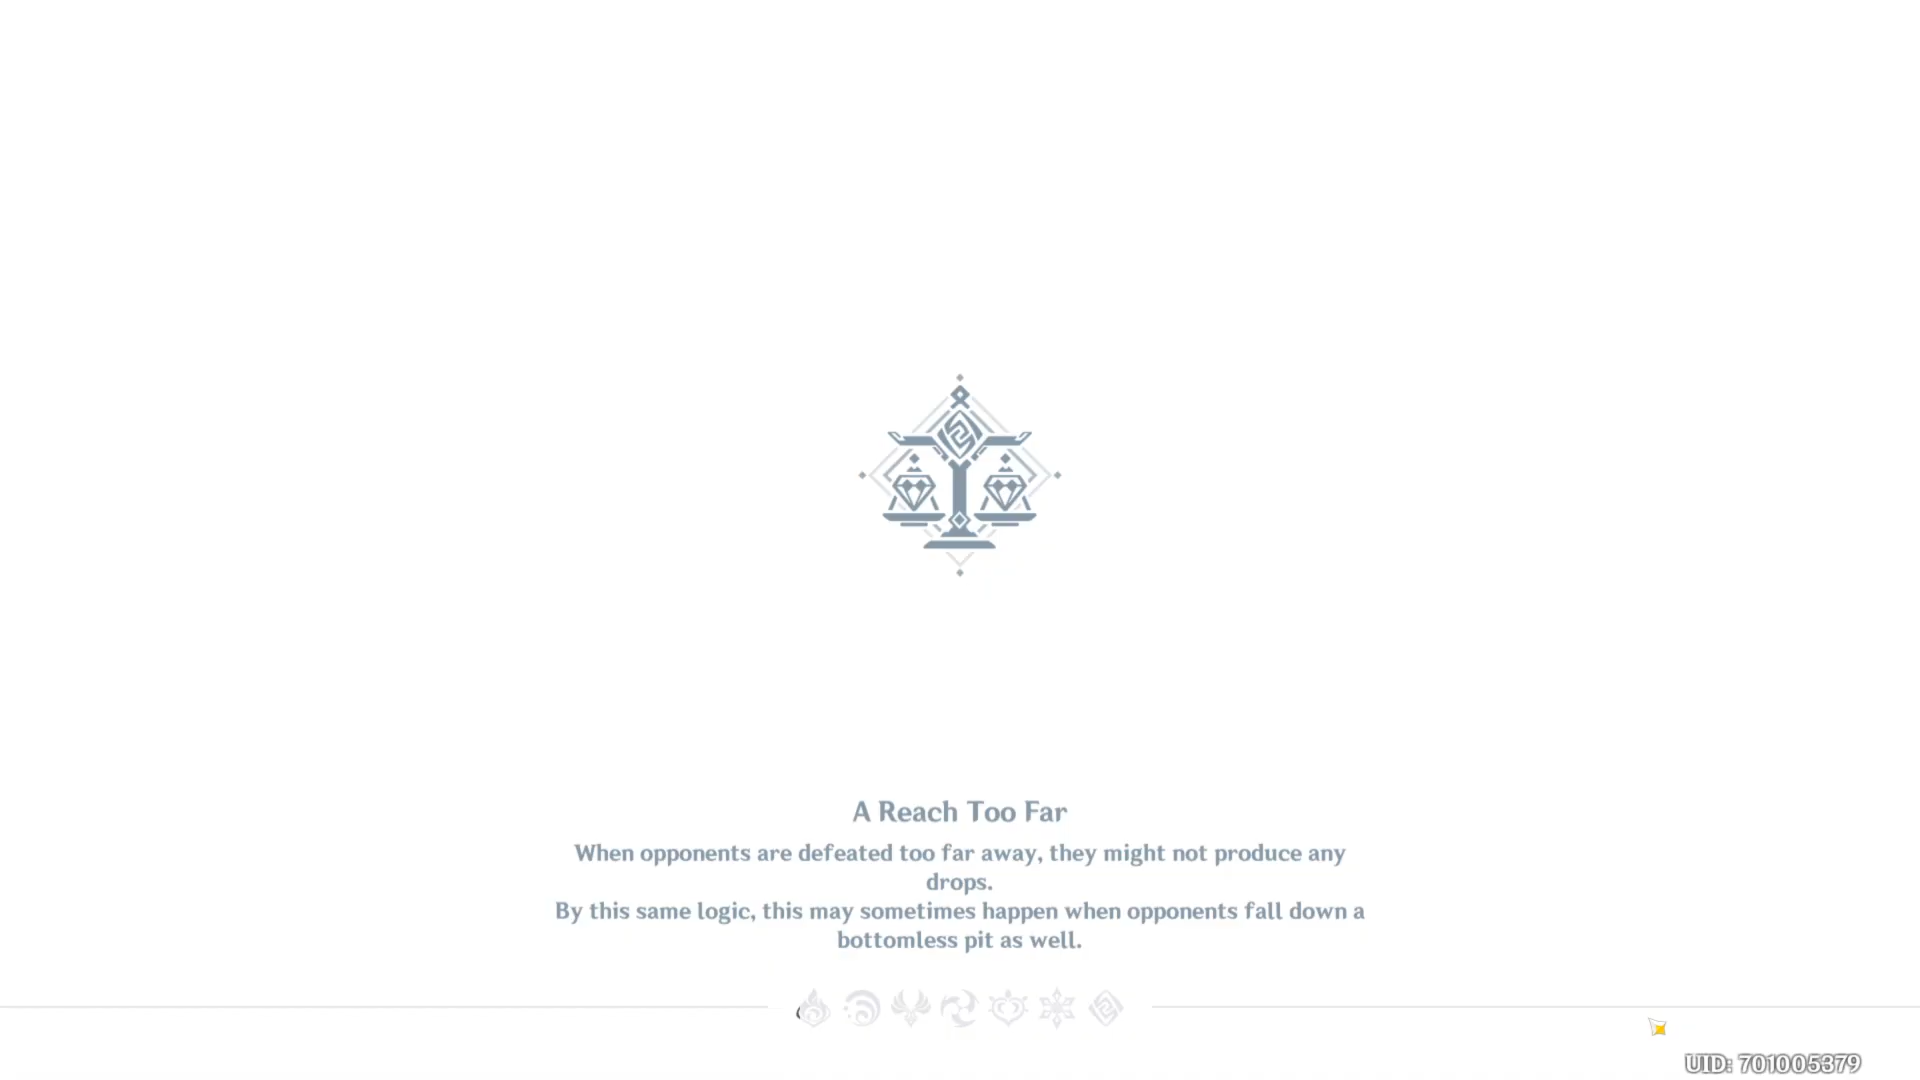 A Reach Too Far
When opponents are defeated too far away, they might not produce any
drops.
By this same logic, this may sometimes happen when opponents fall down a
bottomless pit as well.
UID: 701005379